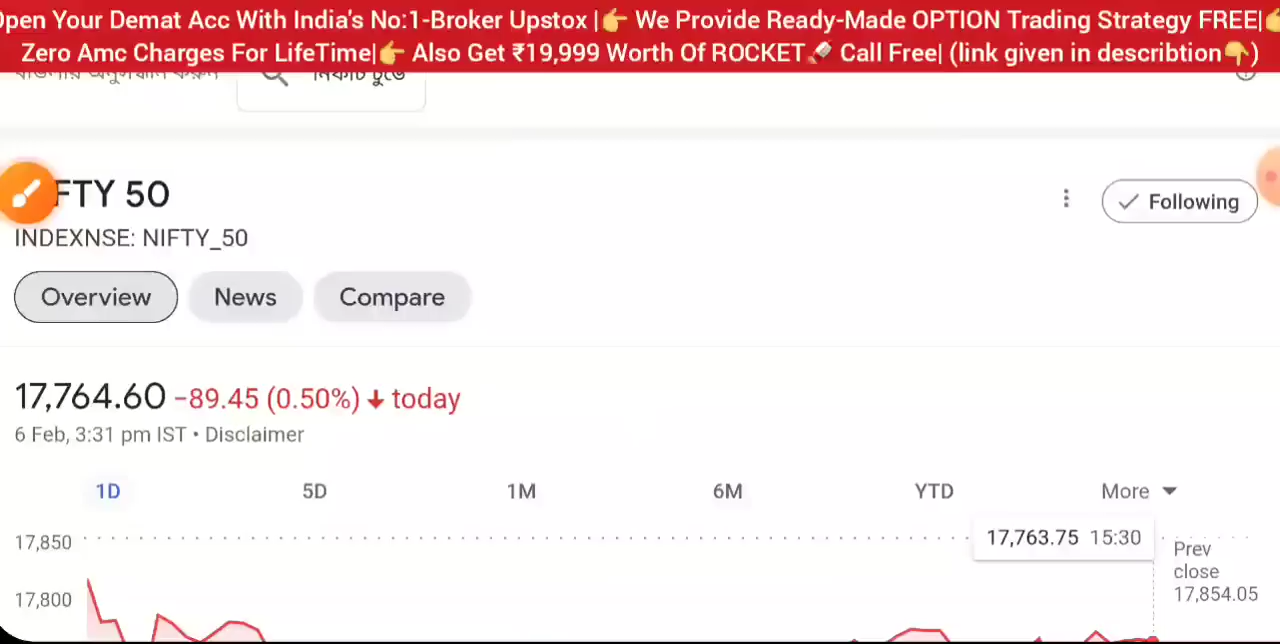 Open Your Demat Acc With India's No:1-Broker Upstox |👉 We Provide Ready-Made OPTION Trading Strategy FREE|👉
Zero Amc Charges For LifeTime|👉 Also Get ₹19,999 Worth Of ROCKET🚀 Call Free| (link given in describtion👇)
FTY 50
Following
INDEXNSE: NIFTY_50
Overview
News
Compare
17,764.60 -89.45 (0.50%) ↓ today
6 Feb, 3:31 pm IST • Disclaimer
1D
5D
1M
6M
YTD
More
17,850
17,763.75 15:30
Prev
close
17,854.05
17,800